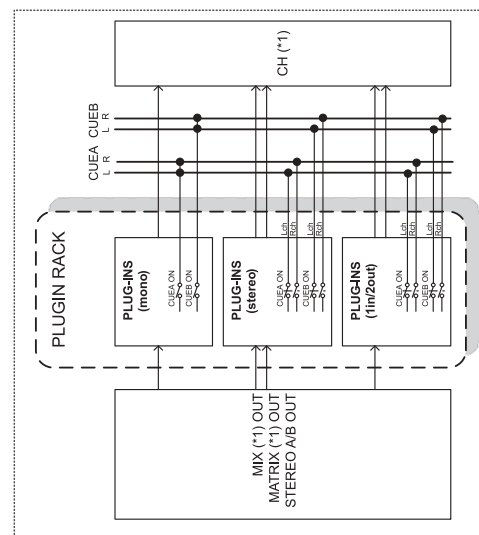 CH (*1)
CUEA CUEB
L R L R
PLUGIN RACK
PLUG-INS
(mono)
CUEA ON
CUEB ON
PLUG-INS
(stereo)
CUEA ON
CUEB ON
Lch
Rch
Lch
Rch
PLUG-INS
(1in/2out)
CUEA ON
CUEB ON
Lch
Rch
Lch
Rch
MIX (*1) OUT
MATRIX (*1) OUT
STEREO A/B OUT